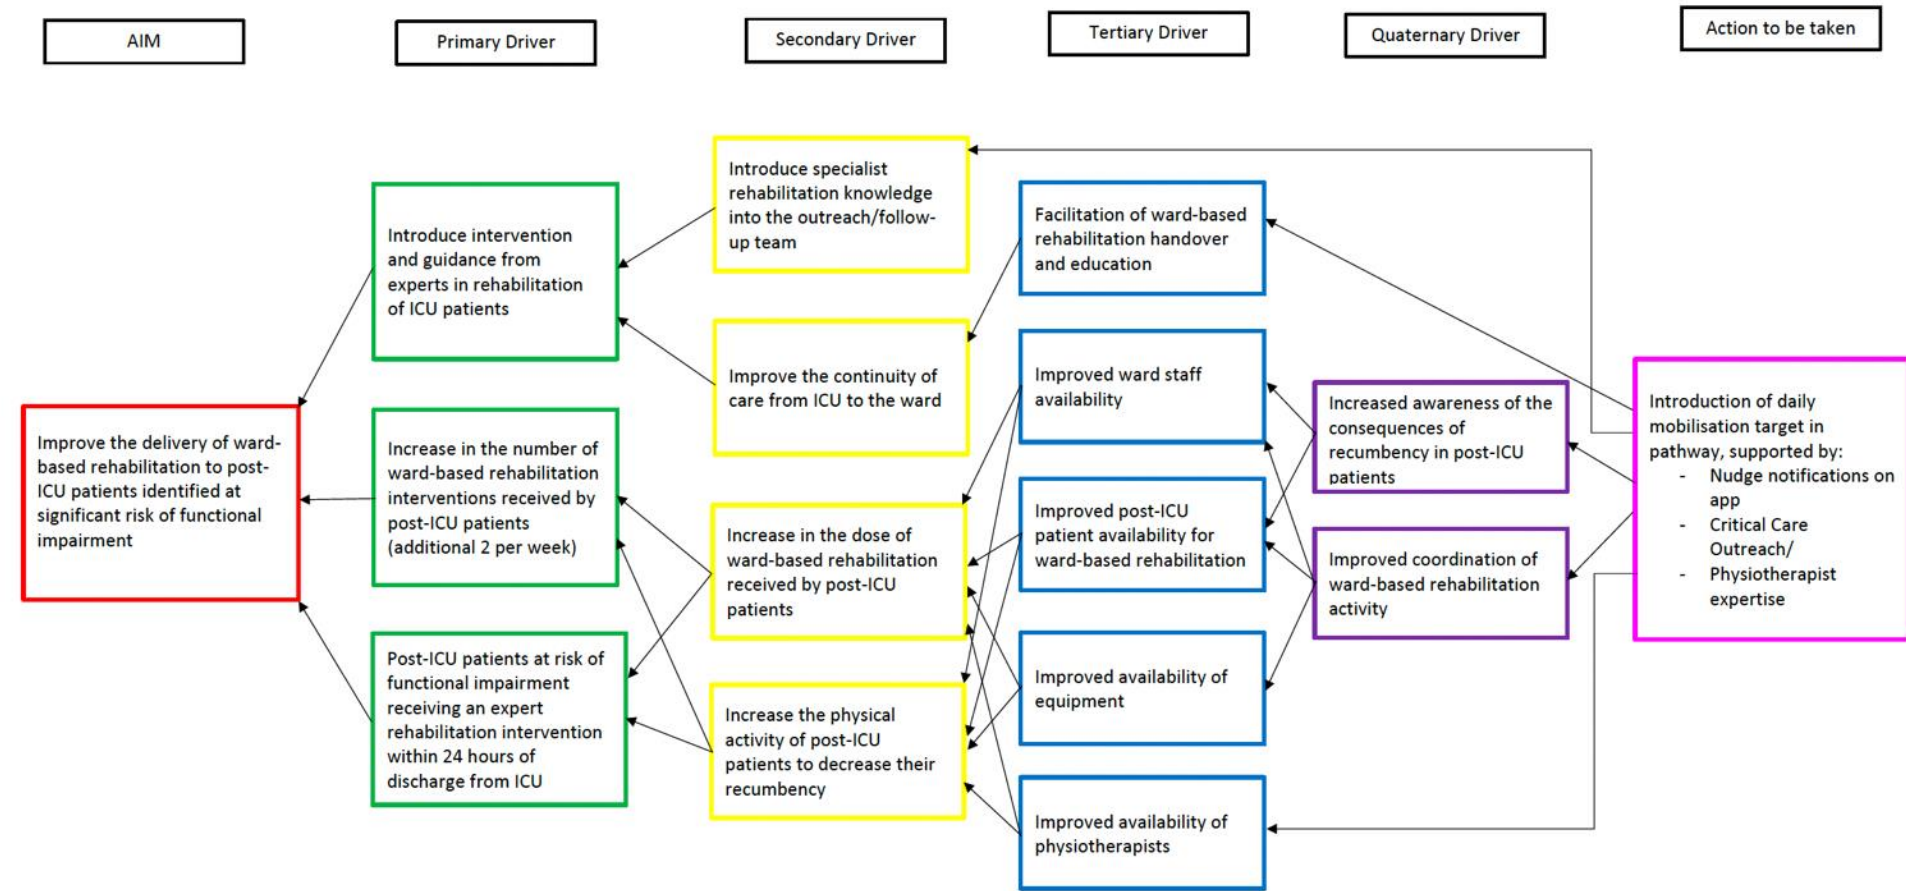 AIM
Primary Driver
Secondary Driver
Tertiary Driver
Quaternary Driver
Action to be taken
Improve the delivery of ward-
based rehabilitation to post-
ICU patients identified at
significant risk of functional
impairment
Introduce intervention
and guidance from
experts in rehabilitation
of ICU patients
Increase in the number of
ward-based rehabilitation
interventions received by
post-ICU patients
(additional 2 per week)
Post-ICU patients at risk of
functional impairment
receiving an expert
rehabilitation intervention
within 24 hours of
discharge from ICU
Introduce specialist
rehabilitation knowledge
into the outreach/follow-
up team
Improve the continuity of
care from ICU to the ward
Increase in the dose of
ward-based rehabilitation
received by post-ICU
patients
Increase the physical
activity of post-ICU
patients to decrease their
recumbency
Facilitation of ward-based
rehabilitation handover
and education
Improved ward staff
availability
Improved post-ICU
patient availability for
ward-based rehabilitation
Improved availability of
equipment
Improved availability of
physiotherapists
Increased awareness of the
consequences of
recumbency in post-ICU
patients
Improved coordination of
ward-based rehabilitation
activity
Introduction of daily
mobilisation target in
pathway, supported by:
- Nudge notifications on
app
- Critical Care
Outreach/
- Physiotherapist
expertise